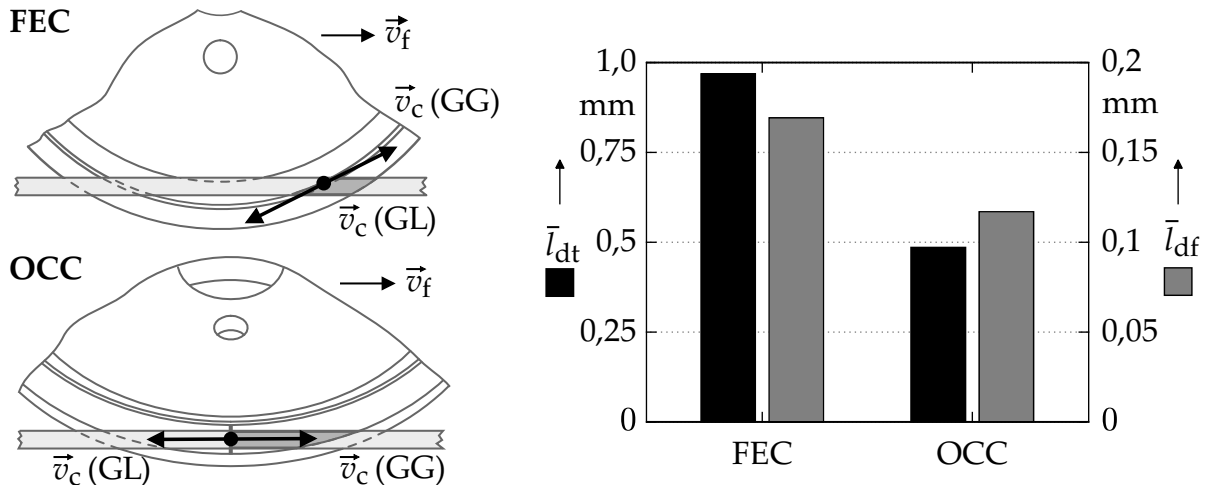 FEC
v⃗f
v⃗c (GG)
v⃗c (GL)
OCC
v⃗f
v⃗c (GL)
v⃗c (GG)
1,0
mm
0,75
0,5
0,25
0
l̄dt
FEC
OCC
0,2
mm
0,15
0,1
0,05
0
l̄df